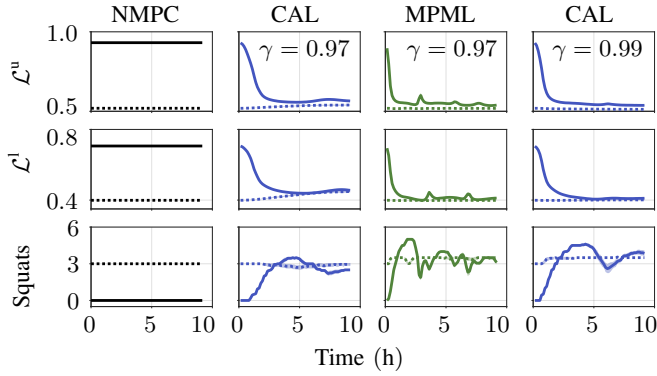 NMPC CAL MPML CAL
1.0 γ = 0.97 γ = 0.97 γ = 0.99
ℒᵘ
0.5
0.8
ℒˡ
0.4
6
Squats 3
0
0 5 10 0 5 10 0 5 10 0 5 10
Time (h)